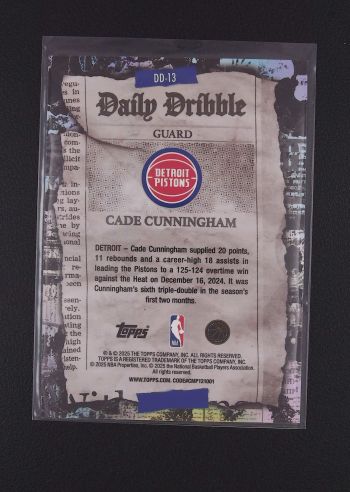 DD-13
Daily Dribble
GUARD
DETROIT
PISTONS
CADE CUNNINGHAM
DETROIT – Cade Cunningham supplied 20 points,
11 rebounds and a career-high 18 assists in
leading the Pistons to a 125-124 overtime win
against the Heat on December 16, 2024. It was
Cunningham's sixth triple-double in the season's
first two months.
Topps
NBA
® & © 2025 THE TOPPS COMPANY, INC. ALL RIGHTS RESERVED.
TOPPS IS A REGISTERED TRADEMARK OF THE TOPPS COMPANY, INC.
© 2025 NBA Properties, Inc. © 2025 the National Basketball Players Association.
All rights reserved.
WWW.TOPPS.COM CODE#CMP121001